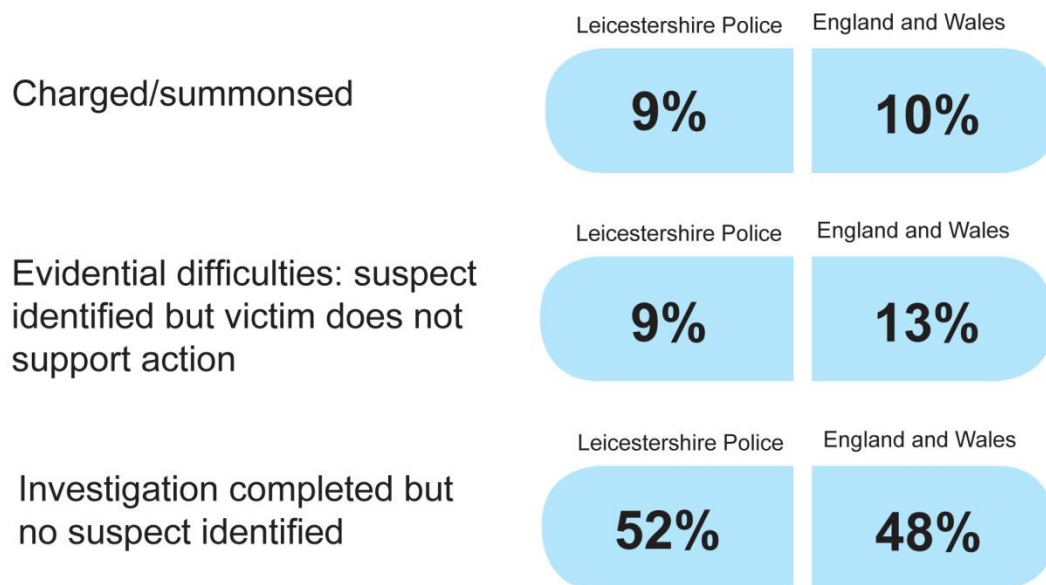 Leicestershire Police England and Wales
Charged/summonsed
9% 10%
Leicestershire Police England and Wales
Evidential difficulties: suspect
identified but victim does not
support action
9% 13%
Leicestershire Police England and Wales
Investigation completed but
no suspect identified
52% 48%